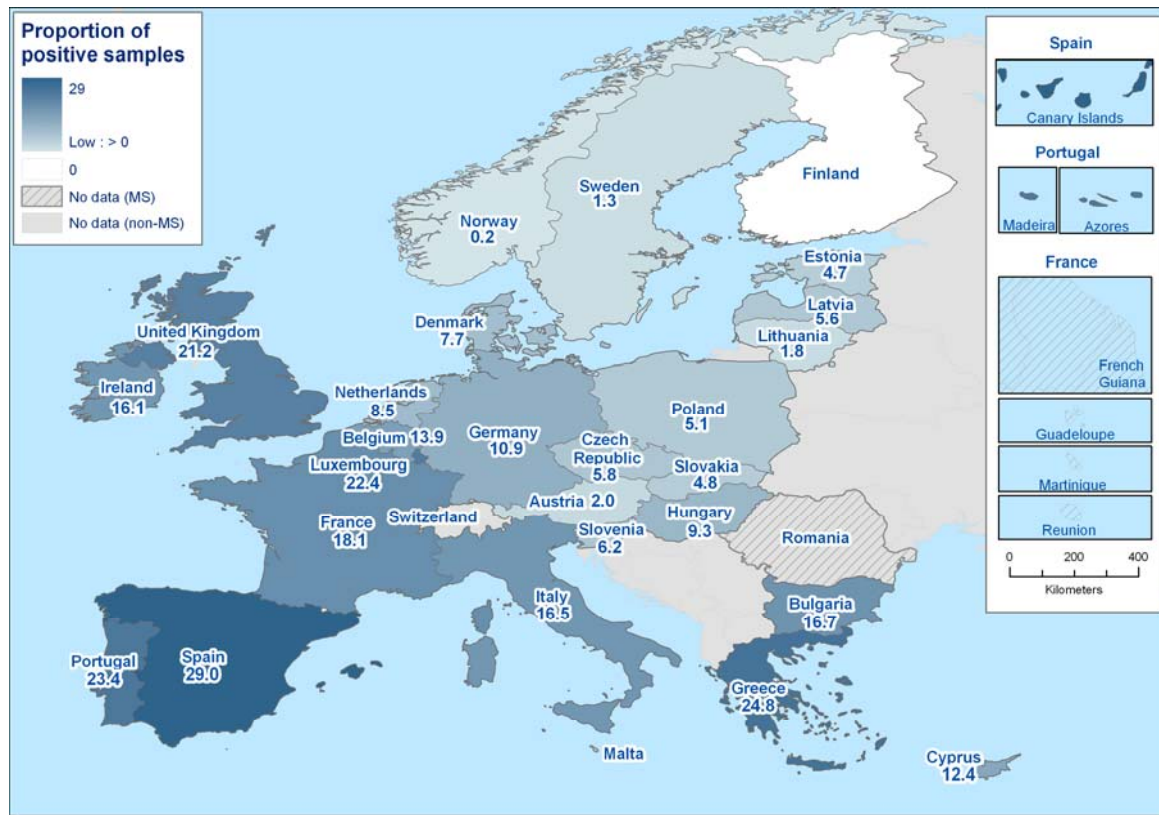 Proportion of
positive samples
29
Low : > 0
0
No data (MS)
No data (non-MS)
Norway
0.2
Sweden
1.3
Finland
Estonia
4.7
Latvia
5.6
Lithuania
1.8
Denmark
7.7
United Kingdom
21.2
Ireland
16.1
Netherlands
8.5
Belgium 13.9
Luxembourg
22.4
Germany
10.9
Poland
5.1
Czech
Republic
5.8
Slovakia
4.8
Austria 2.0
Hungary
9.3
Slovenia
6.2
Switzerland
France
18.1
Romania
Bulgaria
16.7
Italy
16.5
Portugal
23.4
Spain
29.0
Greece
24.8
Malta
Cyprus
12.4
Spain
Canary Islands
Portugal
Madeira
Azores
France
French
Guiana
Guadeloupe
Martinique
Reunion
0 200 400
Kilometers